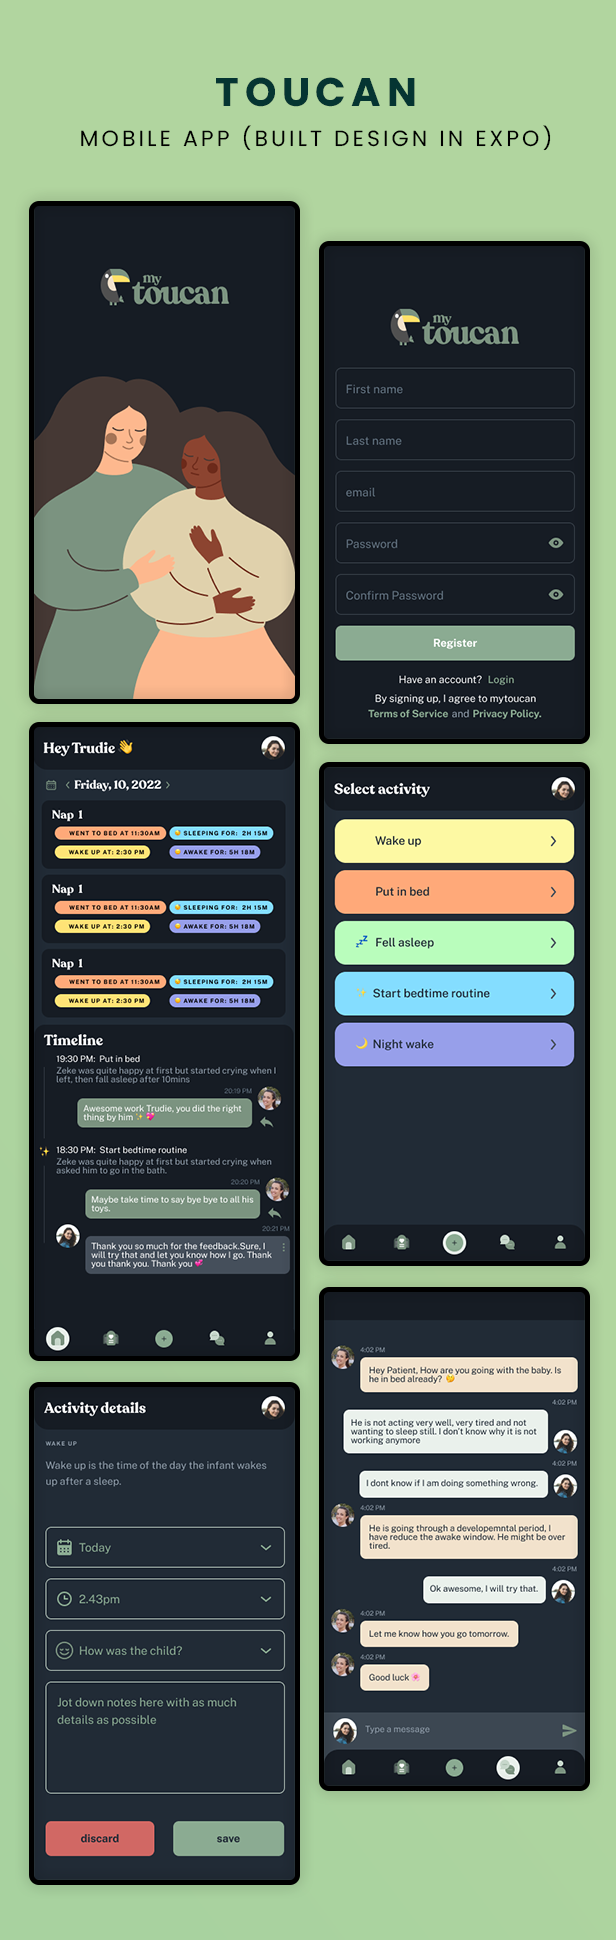 TOUCAN
MOBILE APP (BUILT DESIGN IN EXPO)
my
toucan
my
toucan
First name
Last name
email
Password
Confirm Password
Register
Have an account? Login
By signing up, I agree to mytoucan
Terms of Service and Privacy Policy.
Hey Trudie 👋
Friday, 10, 2022
Nap 1
WENT TO BED AT 11:30AM
SLEEPING FOR: 2H 15M
WAKE UP AT: 2:30 PM
AWAKE FOR: 5H 18M
Nap 1
WENT TO BED AT 11:30AM
SLEEPING FOR: 2H 15M
WAKE UP AT: 2:30 PM
AWAKE FOR: 5H 18M
Nap 1
WENT TO BED AT 11:30AM
SLEEPING FOR: 2H 15M
WAKE UP AT: 2:30 PM
AWAKE FOR: 5H 18M
Timeline
19:30 PM: Put in bed
Zeke was quite happy at first but started crying when I
left, then fall asleep after 10mins
20:19 PM
Awesome work Trudie, you did the right
thing by him ✨ 💞
18:30 PM: Start bedtime routine
Zeke was quite happy at first but started crying when
asked him to go in the bath.
20:20 PM
Maybe take time to say bye bye to all his
toys.
20:21 PM
Thank you so much for the feedback.Sure, I
will try that and let you know how I go. Thank
you thank you. Thank you 💞
Select activity
Wake up
Put in bed
💤 Fell asleep
✨ Start bedtime routine
🌙 Night wake
Activity details
WAKE UP
Wake up is the time of the day the infant wakes
up after a sleep.
Today
2.43pm
How was the child?
Jot down notes here with as much
details as possible
discard
save
4:02 PM
Hey Patient, How are you going with the baby. Is
he in bed already? 😋
4:02 PM
He is not acting very well, very tired and not
wanting to sleep still. I don't know why it is not
working anymore
4:02 PM
I dont know if I am doing something wrong.
4:02 PM
He is going through a developemntal period, I
have reduce the awake window. He might be over
tired.
4:02 PM
Ok awesome, I will try that.
4:02 PM
Let me know how you go tomorrow.
4:02 PM
Good luck 🌸
Type a message